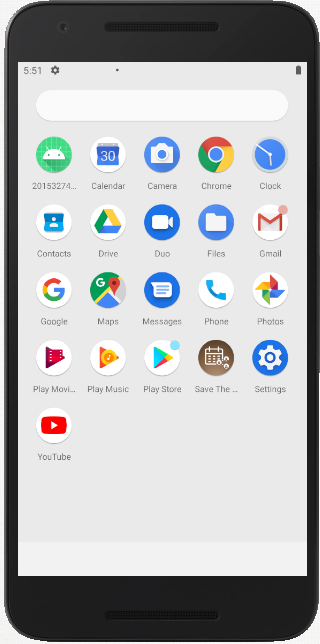 5:51
20153274...
Calendar
Camera
Chrome
Clock
30
Contacts
Drive
Duo
Files
Gmail
Google
Maps
Messages
Phone
Photos
Play Movi...
Play Music
Play Store
Save The ...
Settings
YouTube